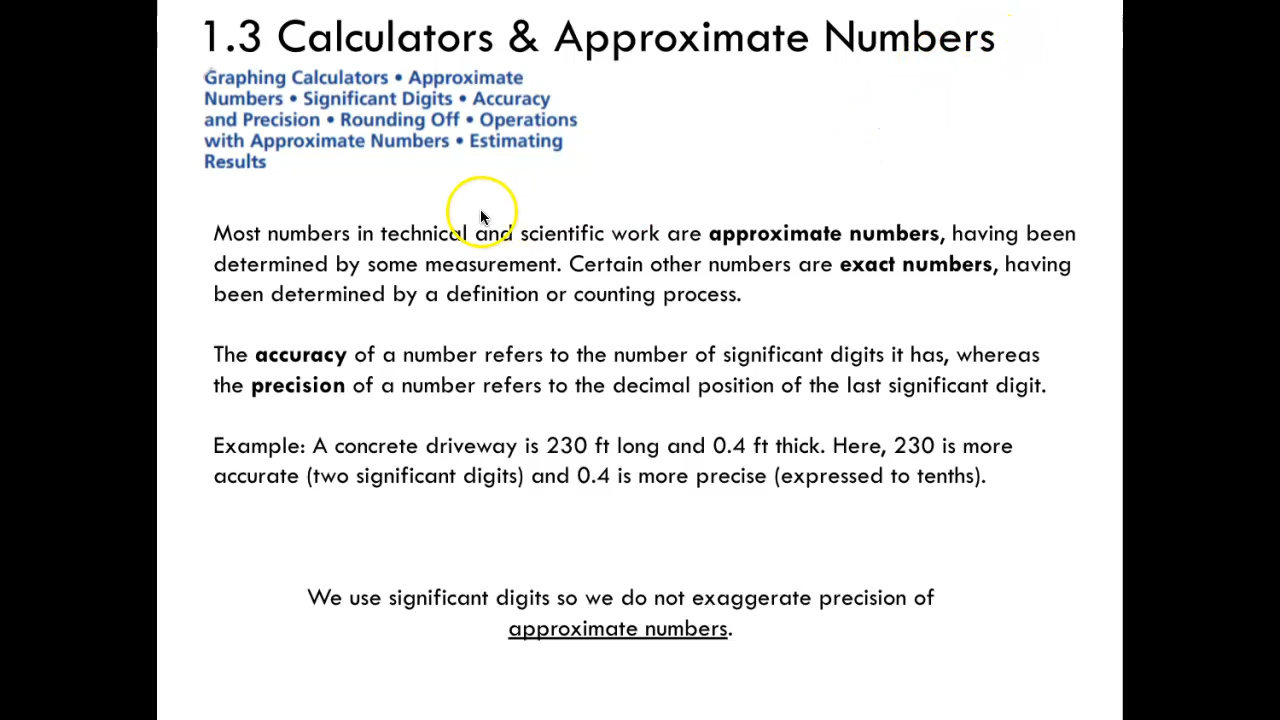 1.3 Calculators & Approximate Numbers
Graphing Calculators • Approximate
Numbers • Significant Digits • Accuracy
and Precision • Rounding Off • Operations
with Approximate Numbers • Estimating
Results
Most numbers in technical and scientific work are approximate numbers, having been
determined by some measurement. Certain other numbers are exact numbers, having
been determined by a definition or counting process.
The accuracy of a number refers to the number of significant digits it has, whereas
the precision of a number refers to the decimal position of the last significant digit.
Example: A concrete driveway is 230 ft long and 0.4 ft thick. Here, 230 is more
accurate (two significant digits) and 0.4 is more precise (expressed to tenths).
We use significant digits so we do not exaggerate precision of
approximate numbers.